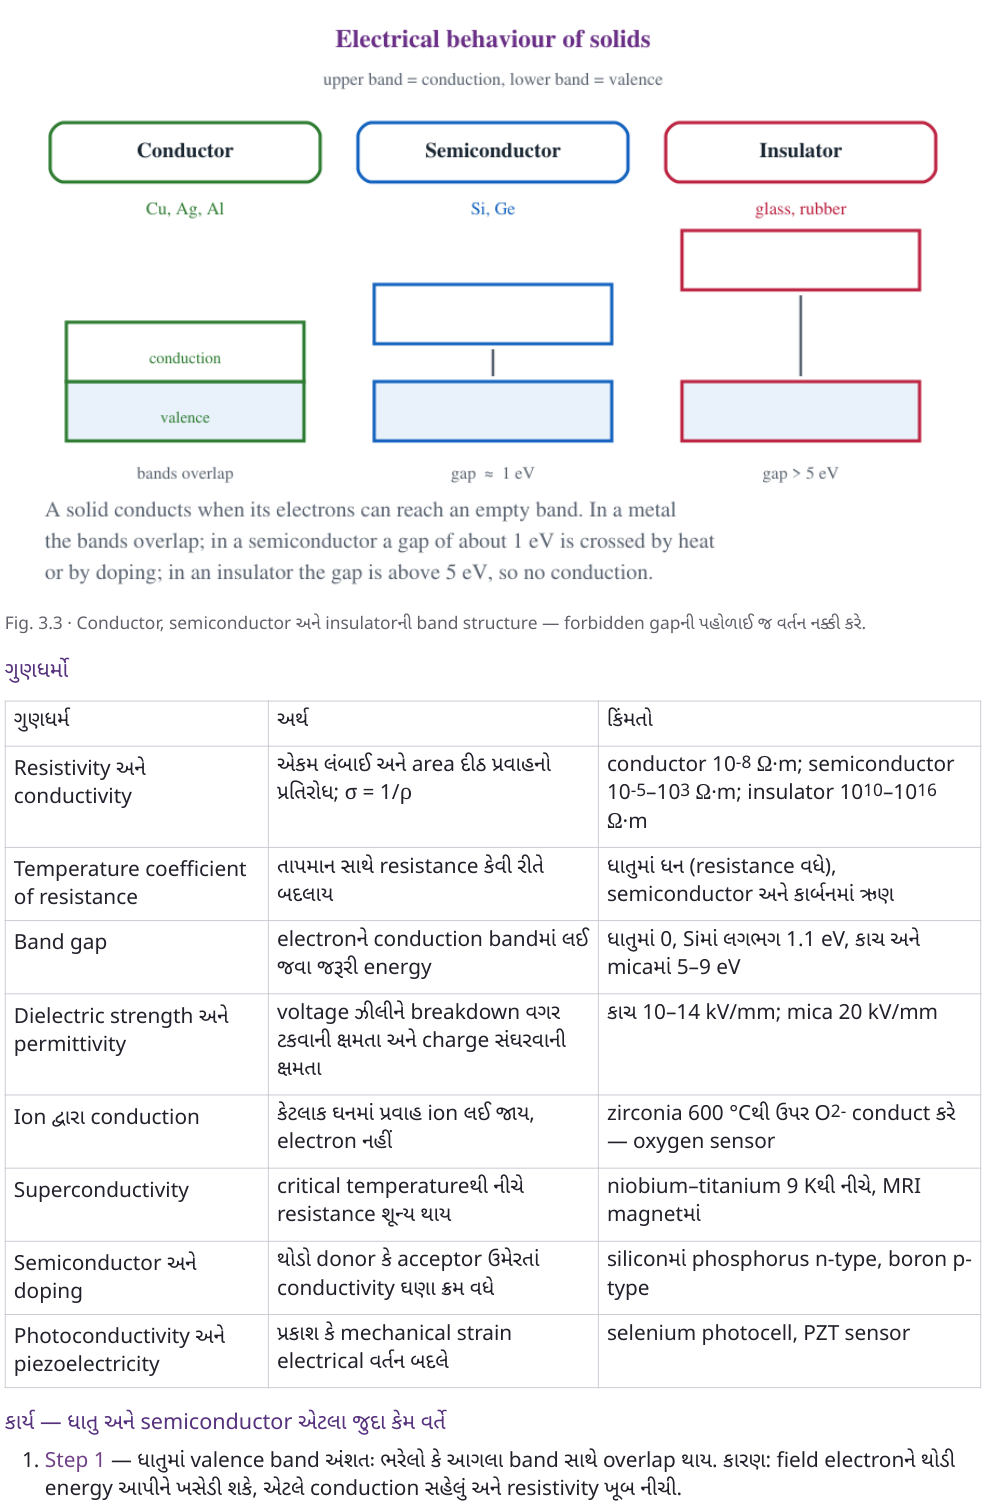 Electrical behaviour of solids
upper band = conduction, lower band = valence
Conductor
Semiconductor
Insulator
Cu, Ag, Al
Si, Ge
glass, rubber
conduction
valence
bands overlap
gap ≈ 1 eV
gap > 5 eV
A solid conducts when its electrons can reach an empty band. In a metal
the bands overlap; in a semiconductor a gap of about 1 eV is crossed by heat
or by doping; in an insulator the gap is above 5 eV, so no conduction.
Fig. 3.3 · Conductor, semiconductor અને insulatorની band structure — forbidden gapની પહોળાઈ જ વર્તન નક્કી કરે.
ગુણધર્મો
ગુણધર્મ
અર્થ
કિંમતો
Resistivity અને
conductivity
એકમ લંબાઈ અને area દીઠ પ્રવાહનો
પ્રતિરોધ; σ = 1/ρ
conductor 10⁻⁸ Ω·m; semiconductor
10⁻⁵–10³ Ω·m; insulator 10¹⁰–10¹⁶
Ω·m
Temperature coefficient
of resistance
તાપમાન સાથે resistance કેવી રીતે
બદલાય
ધાતુમાં ધન (resistance વધે),
semiconductor અને કાર્બનમાં ઋણ
Band gap
electronને conduction bandમાં લઈ
જવા જરૂરી energy
ધાતુમાં 0, Siમાં લગભગ 1.1 eV, કાચ અને
micaમાં 5–9 eV
Dielectric strength અને
permittivity
voltage ઝીલીને breakdown વગર
ટકવાની ક્ષમતા અને charge સંઘરવાની
ક્ષમતા
કાચ 10–14 kV/mm; mica 20 kV/mm
Ion દ્વારા conduction
કેટલાક ઘનમાં પ્રવાહ ion લઈ જાય,
electron નહીં
zirconia 600 °Cથી ઉપર O²⁻ conduct કરે
— oxygen sensor
Superconductivity
critical temperatureથી નીચે
resistance શૂન્ય થાય
niobium–titanium 9 Kથી નીચે, MRI
magnetમાં
Semiconductor અને
doping
થોડો donor કે acceptor ઉમેરતાં
conductivity ઘણા ક્રમ વધે
siliconમાં phosphorus n-type, boron p-
type
Photoconductivity અને
piezoelectricity
પ્રકાશ કે mechanical strain
electrical વર્તન બદલે
selenium photocell, PZT sensor
કાર્ય — ધાતુ અને semiconductor એટલા જુદા કેમ વર્તે
1. Step 1 — ધાતુમાં valence band અંશતઃ ભરેલો કે આગલા band સાથે overlap થાય. કારણ: field electronને થોડી
energy આપીને ખસેડી શકે, એટલે conduction સહેલું અને resistivity ખૂબ નીચી.